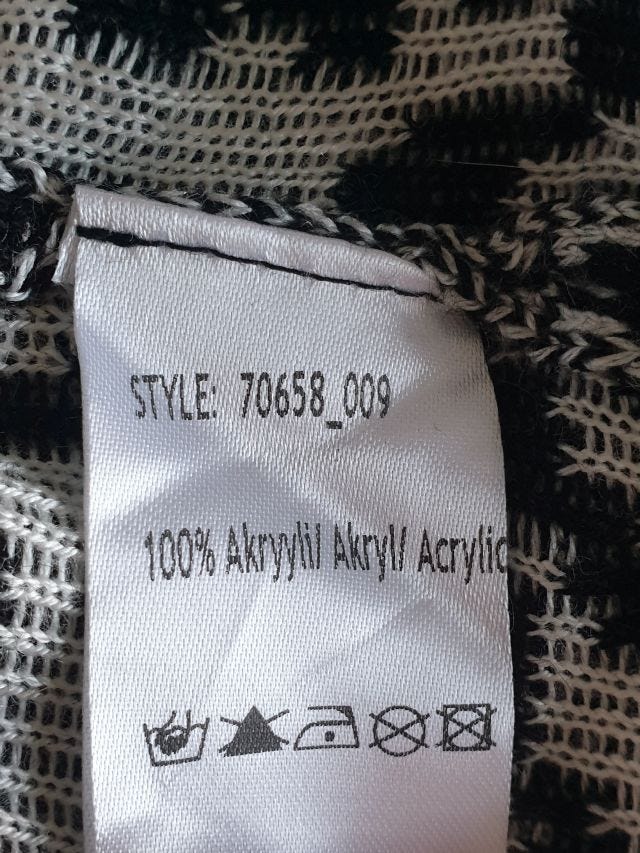 STYLE: 70658_009
100% Akryyli/ Akryl/ Acrylic